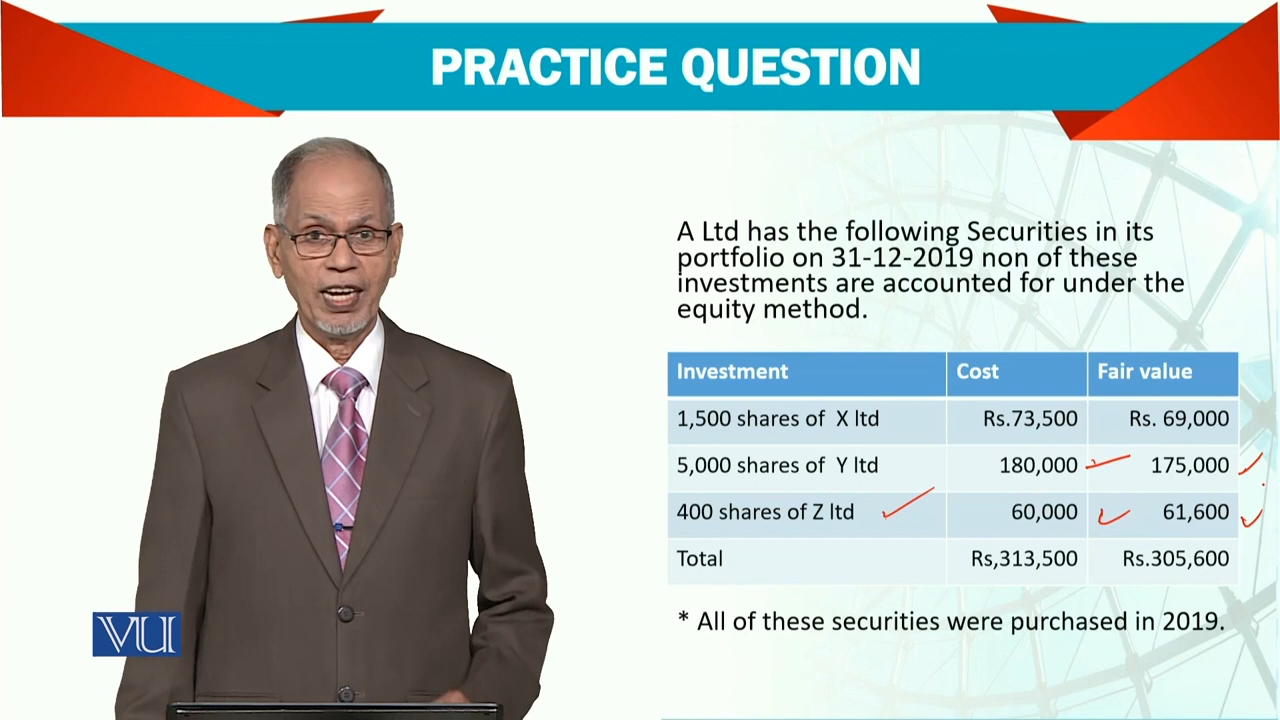 PRACTICE QUESTION
A Ltd has the following Securities in its
portfolio on 31-12-2019 non of these
investments are accounted for under the
equity method.
Investment Cost Fair value
1,500 shares of X ltd Rs.73,500 Rs. 69,000
5,000 shares of Y ltd 180,000 175,000
400 shares of Z ltd 60,000 61,600
Total Rs,313,500 Rs.305,600
* All of these securities were purchased in 2019.
VU